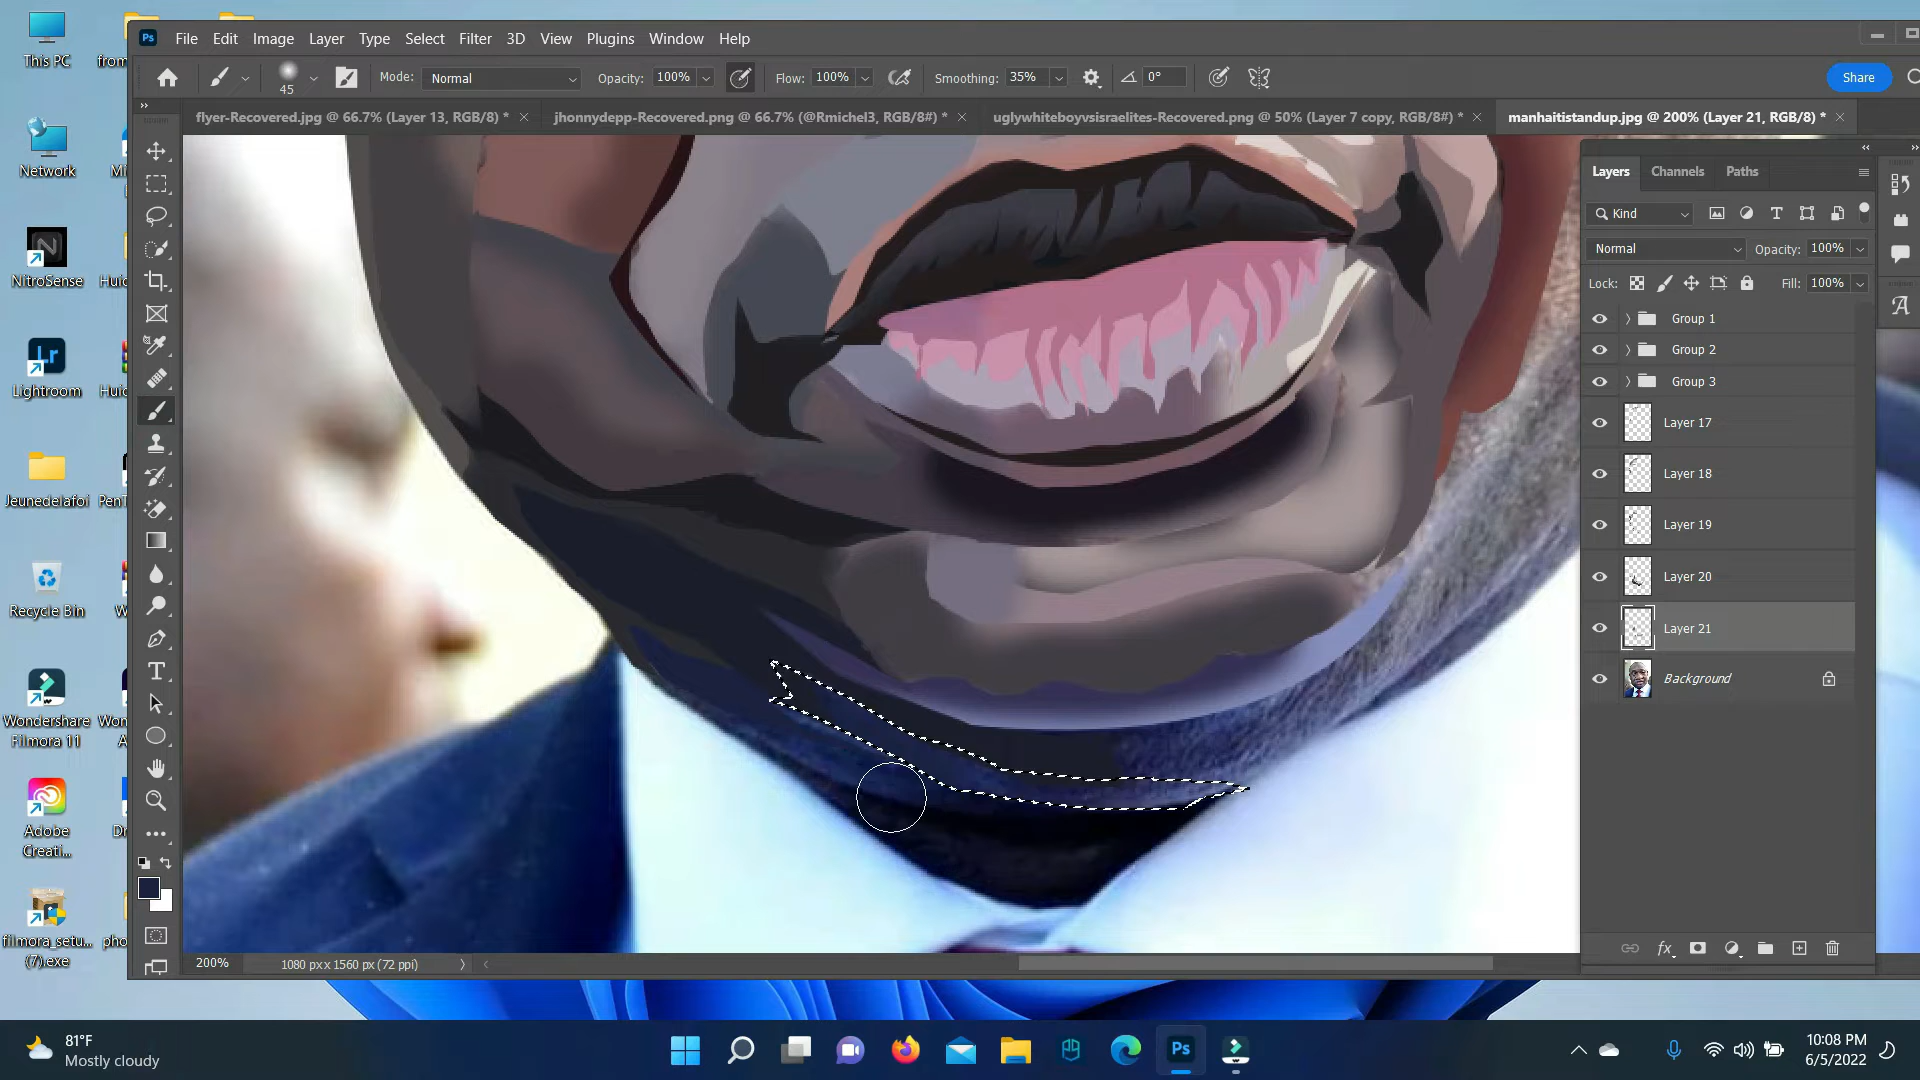 This PC
from
Ps
File Edit Image Layer Type Select Filter 3D View Plugins Window Help
45
Mode: Normal Opacity: 100% Flow: 100% Smoothing: 35% 0° Share
flyer-Recovered.jpg @ 66.7% (Layer 13, RGB/8) *
jhonnydepp-Recovered.png @ 66.7% (@Rmichel3, RGB/8#) *
uglywhiteboyvsisraelites-Recovered.png @ 50% (Layer 7 copy, RGB/8#) *
manhaitistandup.jpg @ 200% (Layer 21, RGB/8) *
Layers Channels Paths
Kind
Normal Opacity: 100%
Lock: Fill: 100%
Group 1
Group 2
Group 3
Layer 17
Layer 18
Layer 19
Layer 20
Layer 21
Background
Network
NitroSense
Lr
Lightroom
Jeunedelafoi
PenT
Recycle Bin
Wondershare
Filmora 11
Adobe
Creati...
filmora_setu...
(7).exe
pho
200% 1080 px x 1560 px (72 ppi)
81°F
Mostly cloudy
Ps
10:08 PM
6/5/2022